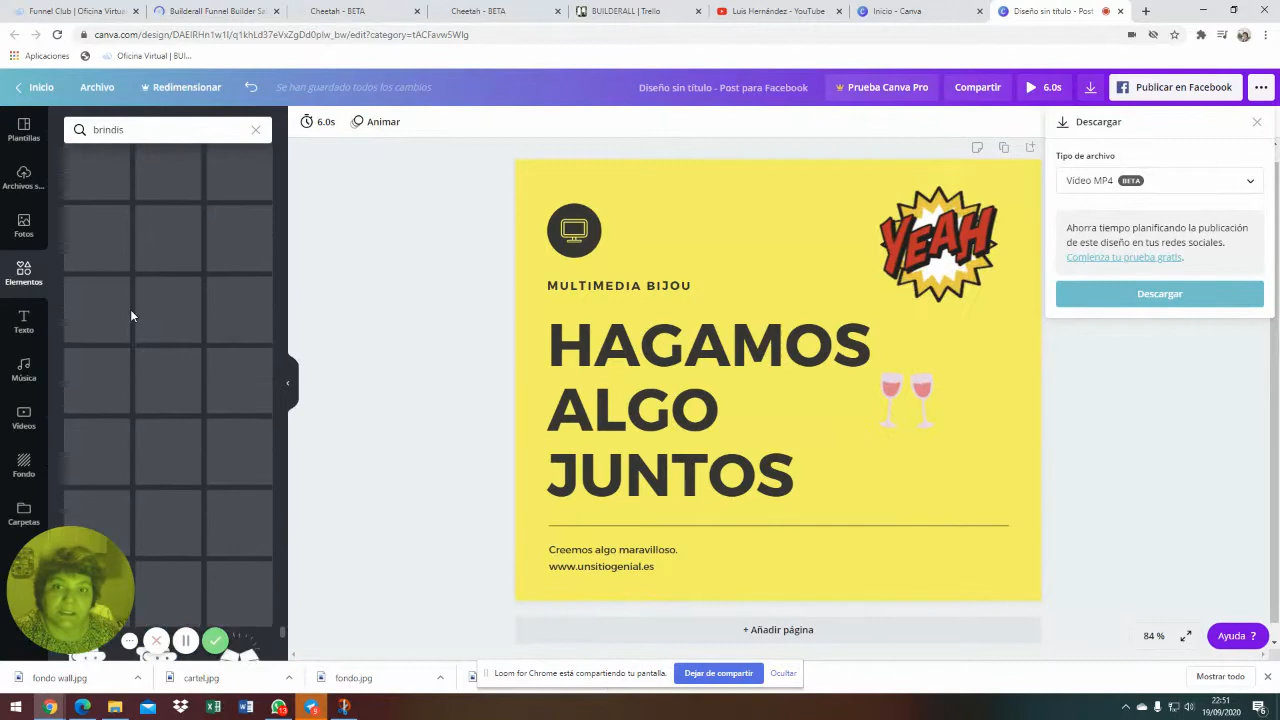 Cloud
Builderall Funnel Builder Sa
Cheetah - BETA
Cheetah - BETA
BUILDERALL | Trello
Luis Hernández - YouTube
Inicio - Canva
Diseño sin título - Post
canva.com/design/DAEIRHn1w1I/q1khLd37eVxZgDd0plw_bw/edit?category=tACFavw5WIg
Aplicaciones
Oficina Virtual | BUI...
Inicio
Archivo
Redimensionar
Se han guardado todos los cambios
Diseño sin título - Post para Facebook
Prueba Canva Pro
Compartir
6.0s
Publicar en Facebook
Plantillas
Archivos s...
Fotos
Elementos
Texto
Música
Vídeos
Fondo
Carpetas
brindis
6.0s
Animar
YEAH
MULTIMEDIA BIJOU
HAGAMOS
ALGO
JUNTOS
Creemos algo maravilloso.
www.unsitiogenial.es
+ Añadir página
Descargar
Tipo de archivo
Vídeo MP4 BETA
Ahorra tiempo planificando la publicación
de este diseño en tus redes sociales.
Comienza tu prueba gratis.
Descargar
84 %
Ayuda ?
fondo wall.jpg
cartel.jpg
fondo.jpg
Loom for Chrome está compartiendo tu pantalla.
Dejar de compartir
Ocultar
Mostrar todo
22:51
19/09/2020